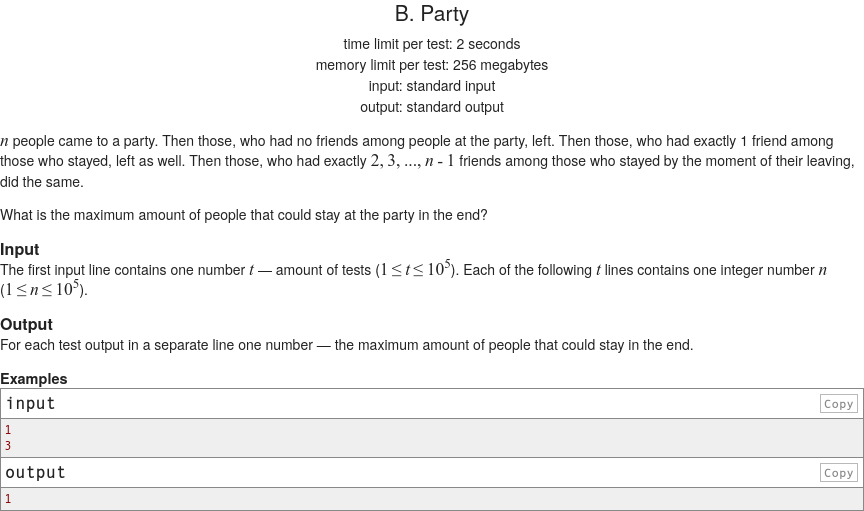 B. Party
time limit per test: 2 seconds
memory limit per test: 256 megabytes
input: standard input
output: standard output
n people came to a party. Then those, who had no friends among people at the party, left. Then those, who had exactly 1 friend among
those who stayed, left as well. Then those, who had exactly 2, 3, ..., n - 1 friends among those who stayed by the moment of their leaving,
did the same.
What is the maximum amount of people that could stay at the party in the end?
Input
The first input line contains one number t — amount of tests (1 ≤ t ≤ 10^5). Each of the following t lines contains one integer number n
(1 ≤ n ≤ 10^5).
Output
For each test output in a separate line one number — the maximum amount of people that could stay in the end.
Examples
input Copy
1
3
output Copy
1